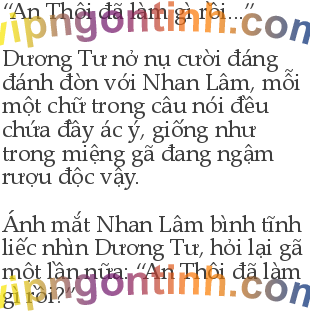 “An Thôi đã làm gì rồi...”
Dương Tư nở nụ cười đáng
đánh đòn với Nhan Lâm, mỗi
một chữ trong câu nói đều
chứa đầy ác ý, giống như
trong miệng gã đang ngậm
rượu độc vậy.
Ánh mắt Nhan Lâm bình tĩnh
liếc nhìn Dương Tư, hỏi lại gã
một lần nữa: “An Thôi đã làm
gì rồi?”
vipngontinh.com
vipngontinh.com